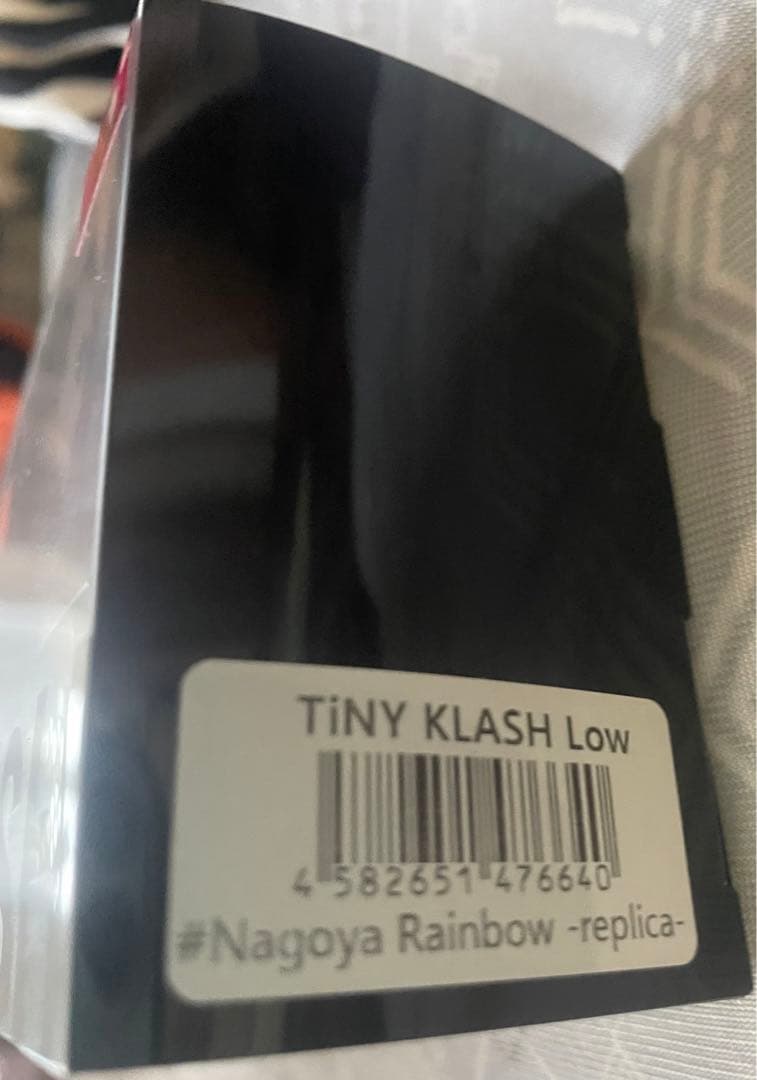 TiNY KLASH Low
4 582651 476640
#Nagoya Rainbow -replica-